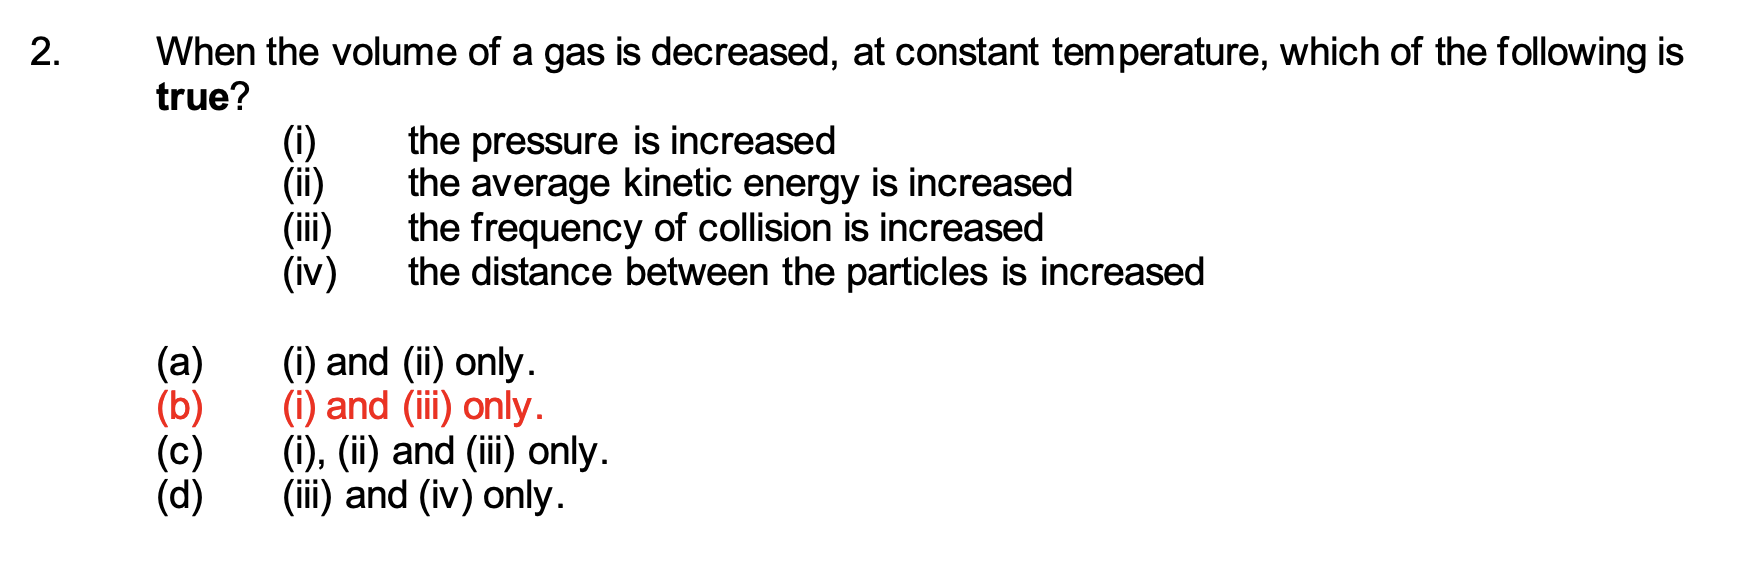 2. When the volume of a gas is decreased, at constant temperature, which of the following is
true?
(i) the pressure is increased
(ii) the average kinetic energy is increased
(iii) the frequency of collision is increased
(iv) the distance between the particles is increased
(a) (i) and (ii) only.
(b) (i) and (iii) only.
(c) (i), (ii) and (iii) only.
(d) (iii) and (iv) only.